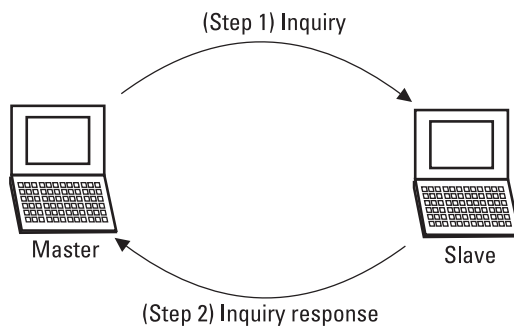 (Step 1) Inquiry
Master
Slave
(Step 2) Inquiry response